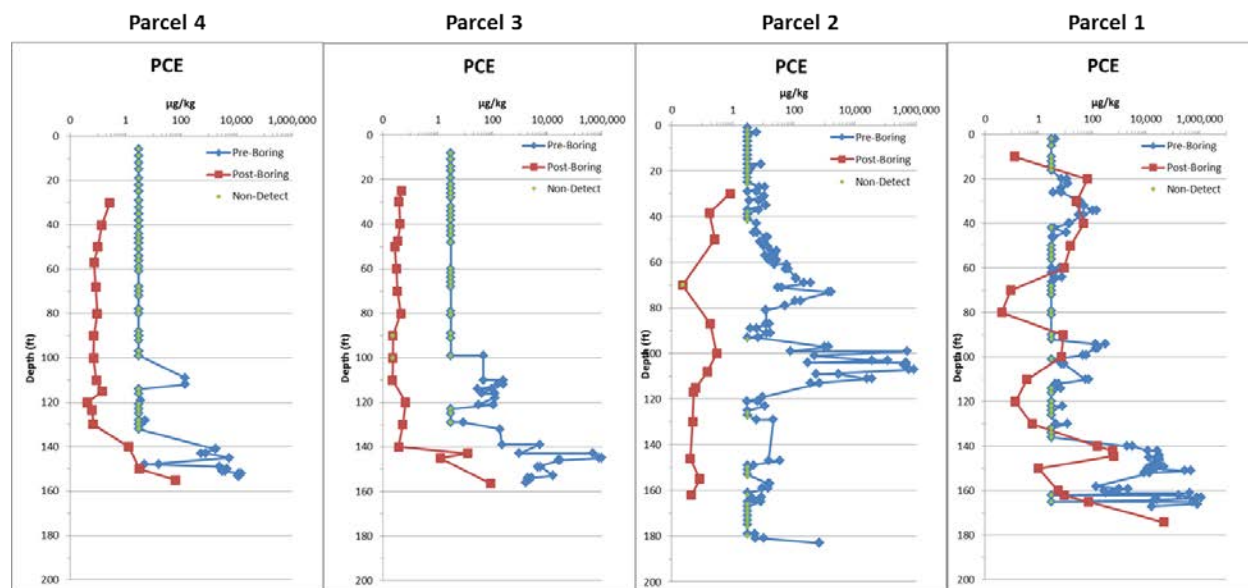 Parcel 4
Parcel 3
Parcel 2
Parcel 1
PCE
µg/kg
0 1 100 10,000 1,000,000
Pre-Boring
Post-Boring
Non-Detect
Depth (ft)
0
20
40
60
80
100
120
140
160
180
200
PCE
µg/kg
0 1 100 10,000 1,000,000
Pre-Boring
Post-Boring
Non-Detect
Depth (ft)
0
20
40
60
80
100
120
140
160
180
200
PCE
µg/kg
0 1 100 10,000 1,000,000
Pre-Boring
Post-Boring
Non-Detect
Depth (ft)
0
20
40
60
80
100
120
140
160
180
200
PCE
µg/kg
0 1 100 10,000 1,000,000
Pre-Boring
Post-Boring
Non-Detect
Depth (ft)
0
20
40
60
80
100
120
140
160
180
200